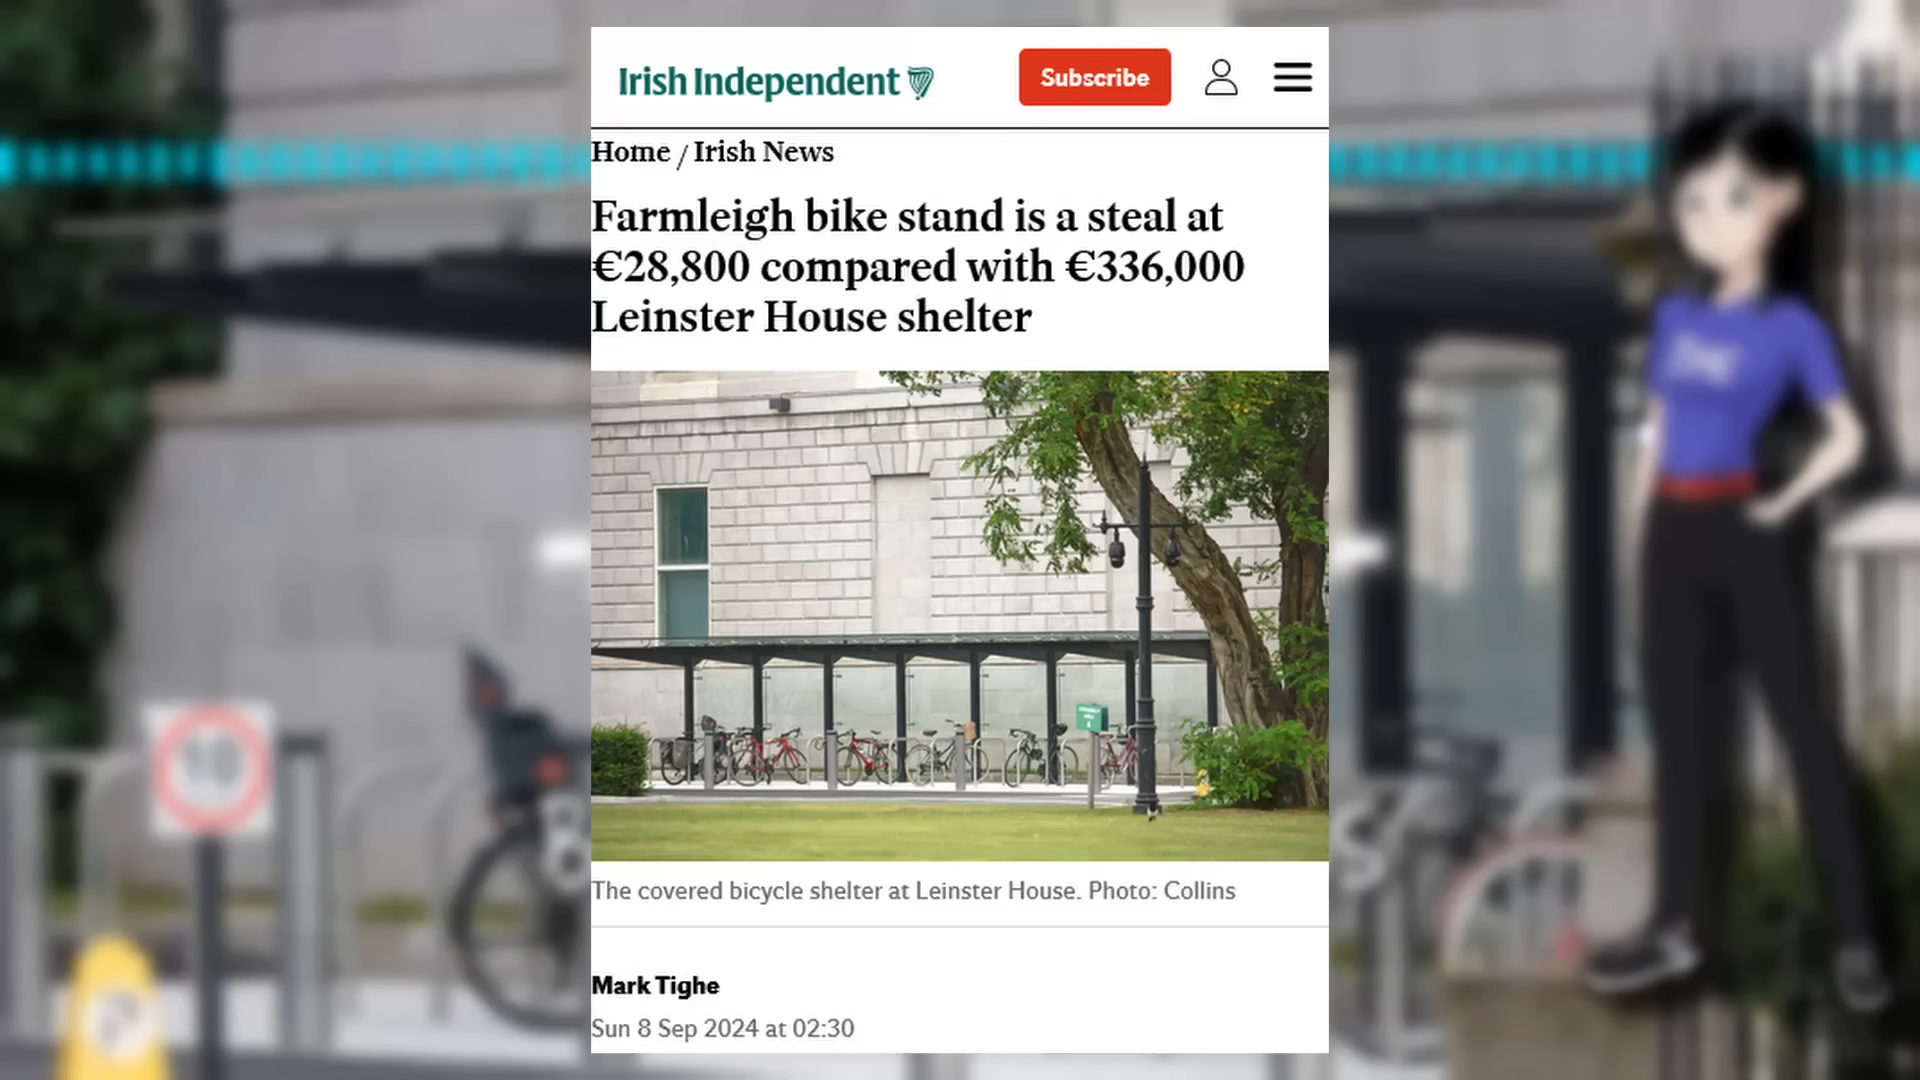 Irish Independent
Subscribe
Home / Irish News
Farmleigh bike stand is a steal at
€28,800 compared with €336,000
Leinster House shelter
The covered bicycle shelter at Leinster House. Photo: Collins
Mark Tighe
Sun 8 Sep 2024 at 02:30